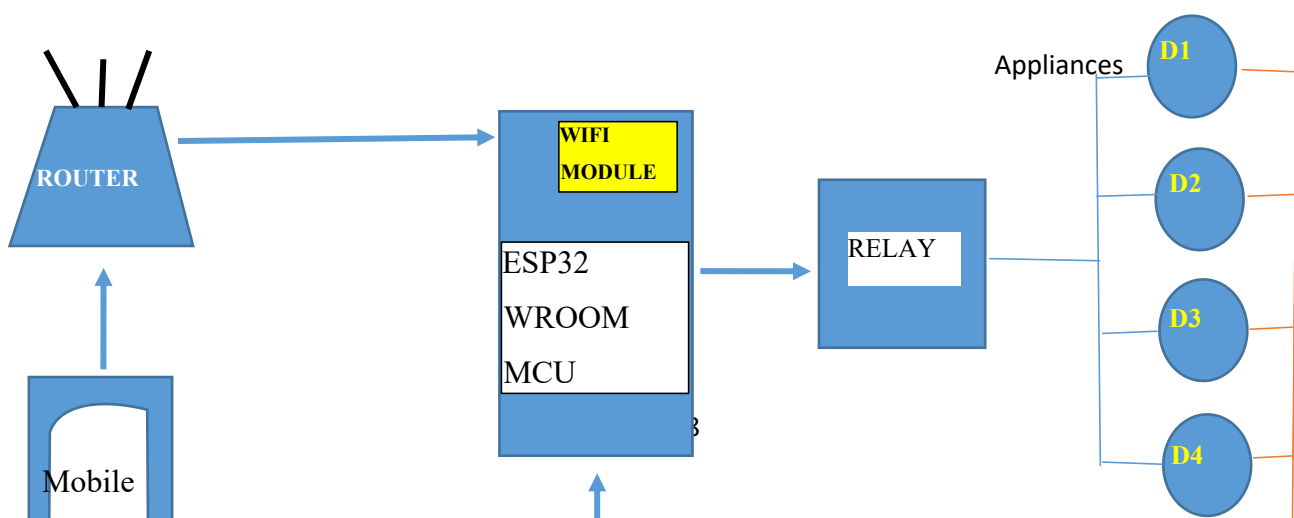 Appliances
D1
WIFI
MODULE
ROUTER
D2
RELAY
ESP32
WROOM
MCU
D3
D4
Mobile